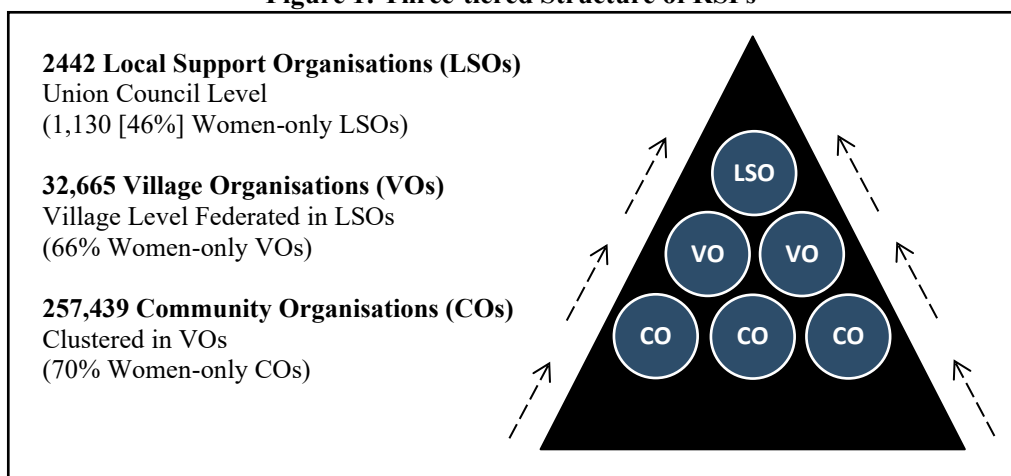 Figure 1: Three-tiered Structure of RSPs
2442 Local Support Organisations (LSOs)
Union Council Level
(1,130 [46%] Women-only LSOs)
32,665 Village Organisations (VOs)
Village Level Federated in LSOs
(66% Women-only VOs)
257,439 Community Organisations (COs)
Clustered in VOs
(70% Women-only COs)
LSO
VO VO
CO CO CO